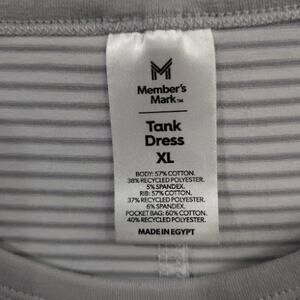 M
Member's
Mark™
Tank
Dress
XL
BODY: 57% COTTON.
38% RECYCLED POLYESTER.
5% SPANDEX.
RIB: 57% COTTON.
37% RECYCLED POLYESTER.
6% SPANDEX.
POCKET BAG: 60% COTTON.
40% RECYCLED POLYESTER.
MADE IN EGYPT